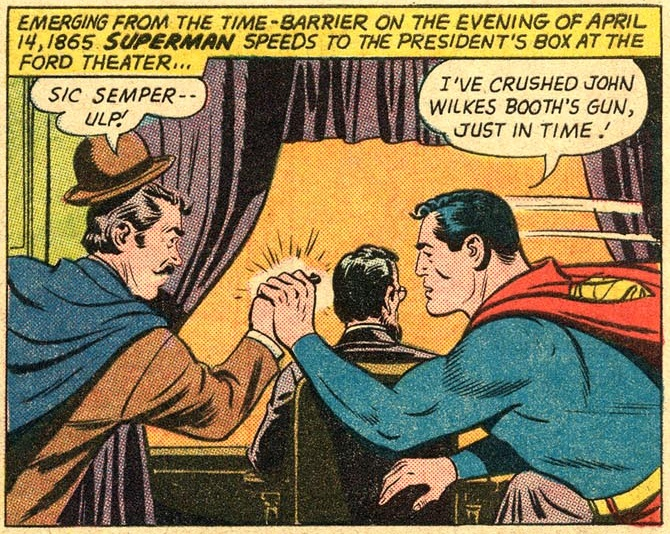 EMERGING FROM THE TIME-BARRIER ON THE EVENING OF APRIL
14, 1865 SUPERMAN SPEEDS TO THE PRESIDENT'S BOX AT THE
FORD THEATER...
SIC SEMPER--
ULP!
I'VE CRUSHED JOHN
WILKES BOOTH'S GUN,
JUST IN TIME!